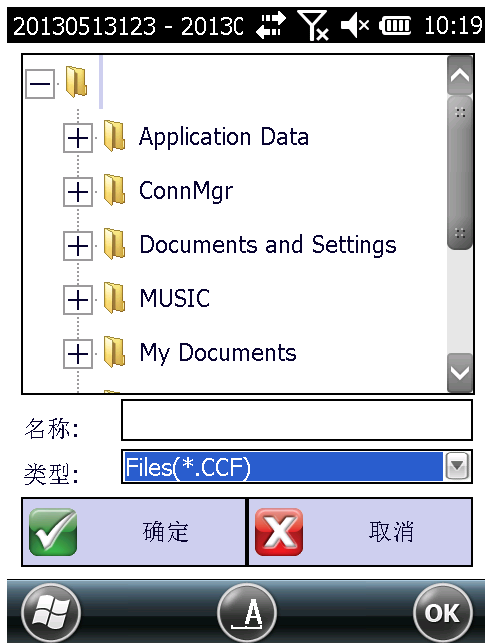 20130513123 - 2013C 10:19
Application Data
ConnMgr
Documents and Settings
MUSIC
My Documents
名称:
类型: Files(*.CCF)
确定 取消
A OK